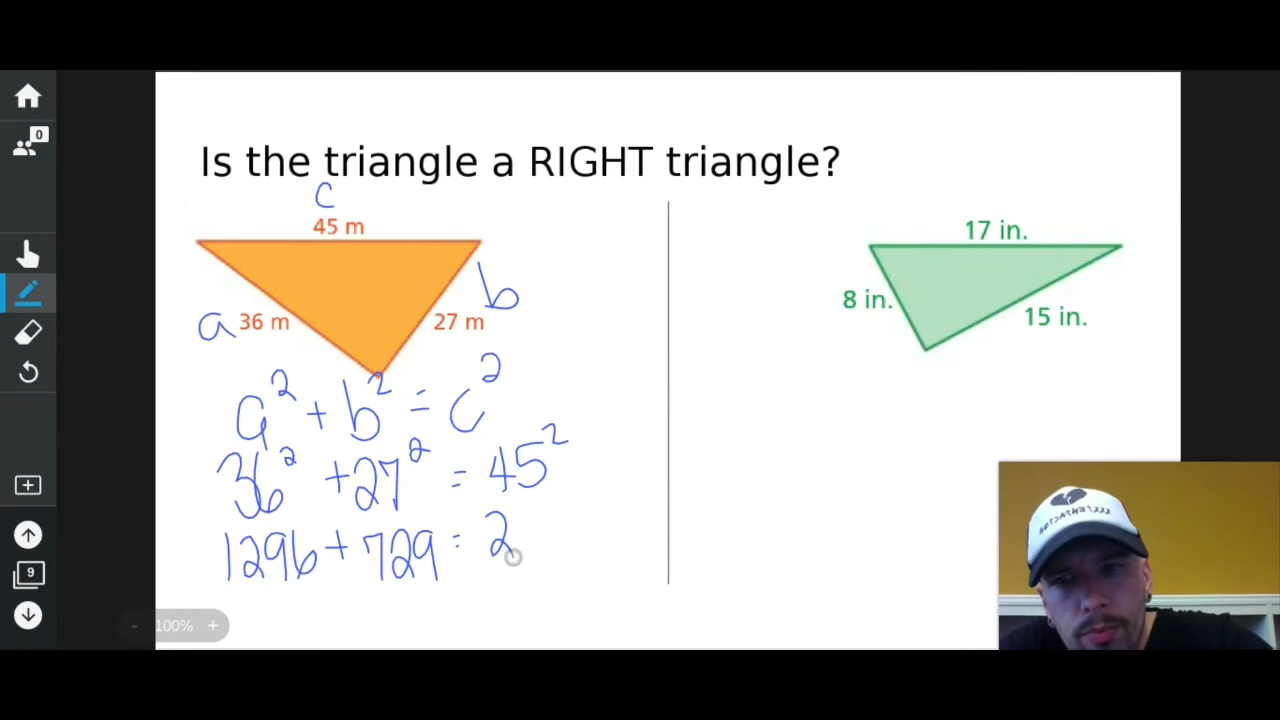 0
Is the triangle a RIGHT triangle?
c
45 m
a
36 m
27 m
b
a² + b² = c²
36² + 27² = 45²
1296 + 729 = 2
17 in.
8 in.
15 in.
9
- 100% +